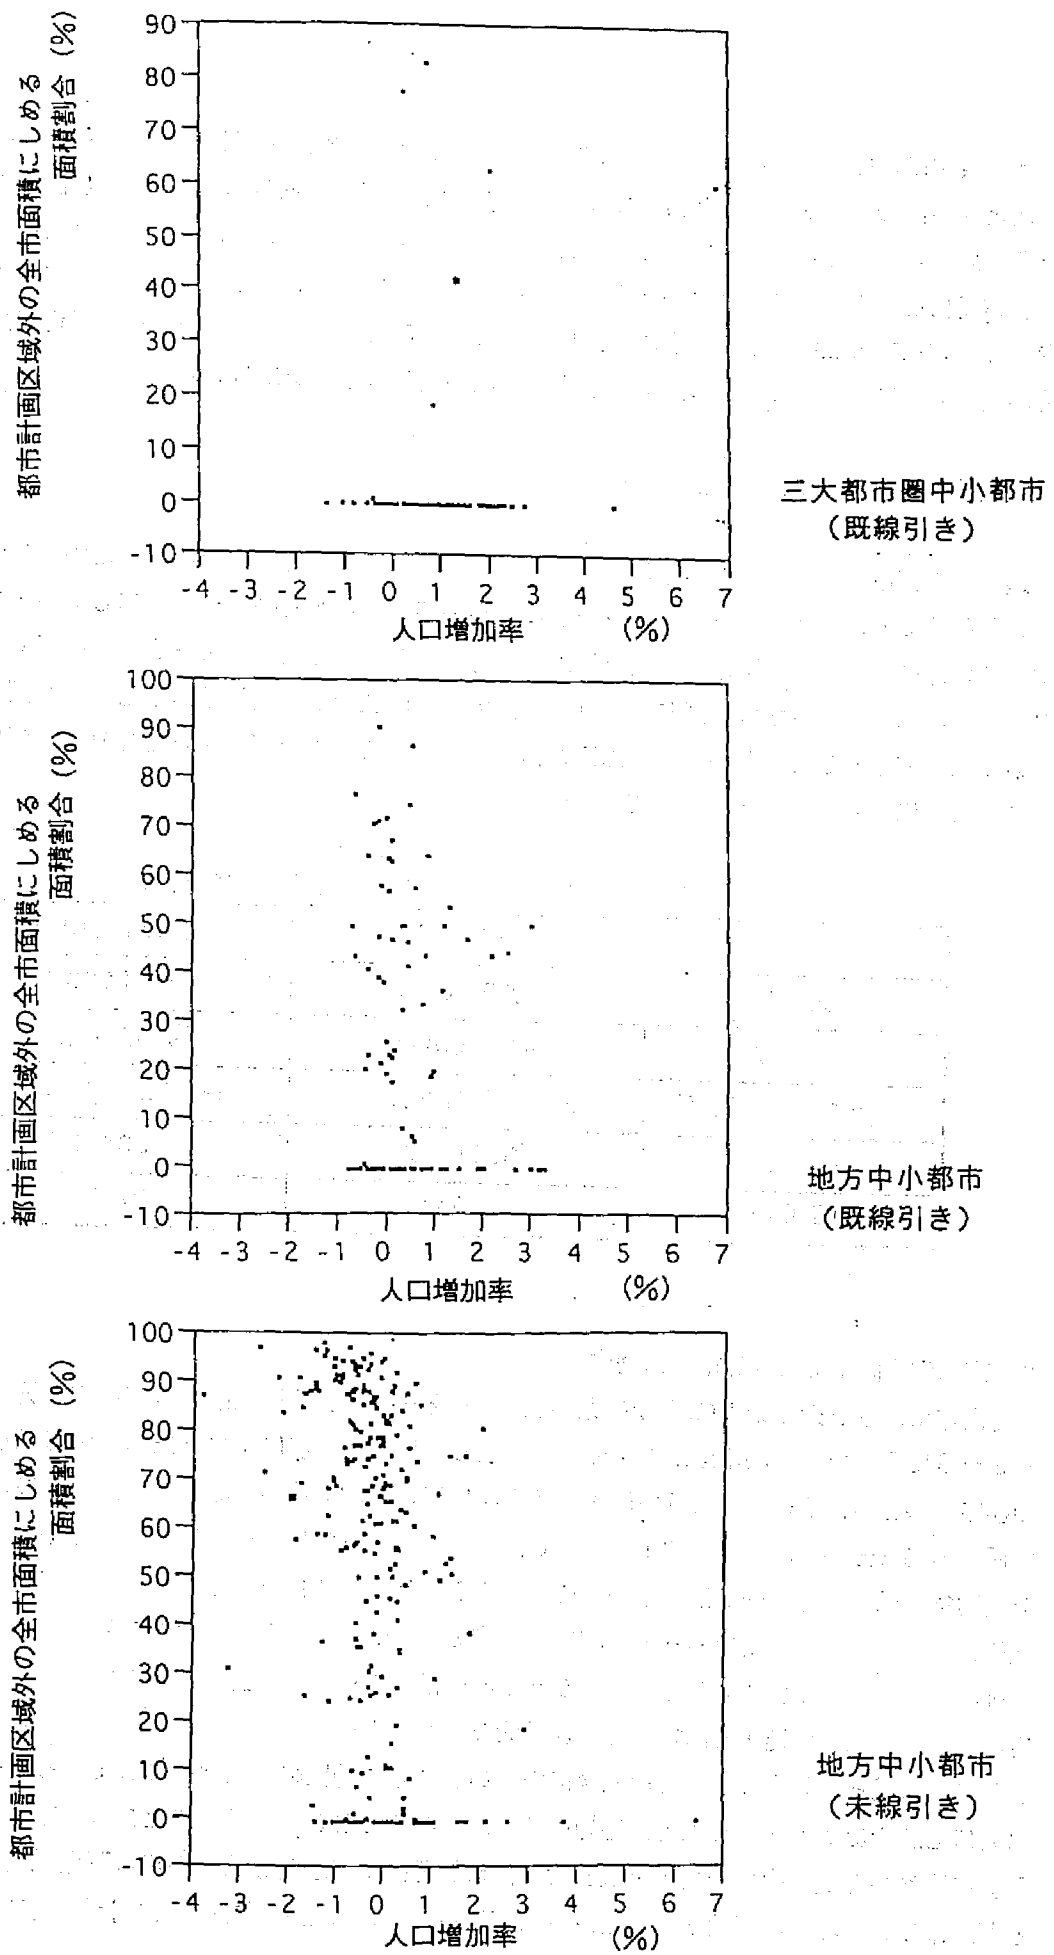 都市計画区域外の全市面積にしめる
面積割合 (%)
90
80
70
60
50
40
30
20
10
0
-10
-4 -3 -2 -1 0 1 2 3 4 5 6 7
人口増加率 (%)
三大都市圏中小都市
(既線引き)
都市計画区域外の全市面積にしめる
面積割合 (%)
100
90
80
70
60
50
40
30
20
10
0
-10
-4 -3 -2 -1 0 1 2 3 4 5 6 7
人口増加率 (%)
地方中小都市
(既線引き)
都市計画区域外の全市面積にしめる
面積割合 (%)
100
90
80
70
60
50
40
30
20
10
0
-10
-4 -3 -2 -1 0 1 2 3 4 5 6 7
人口増加率 (%)
地方中小都市
(未線引き)